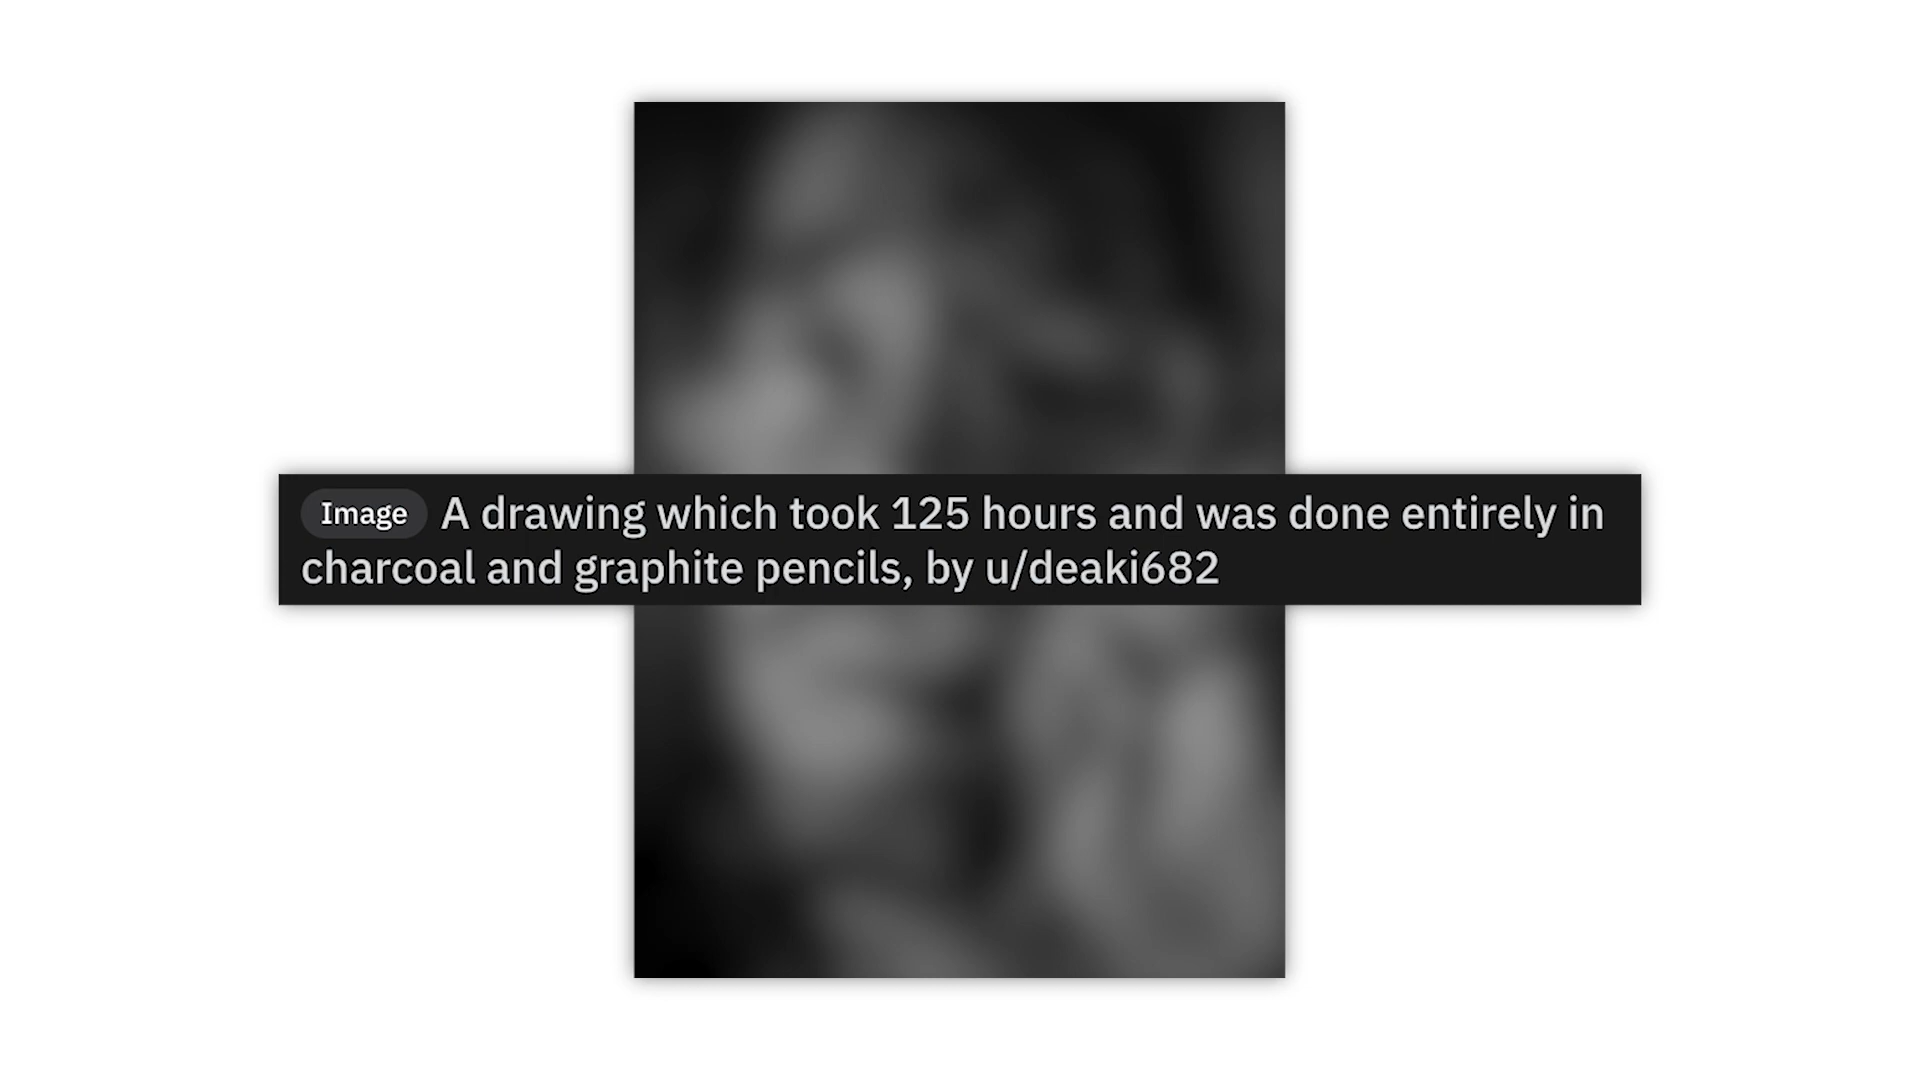 Image A drawing which took 125 hours and was done entirely in
charcoal and graphite pencils, by u/deaki682